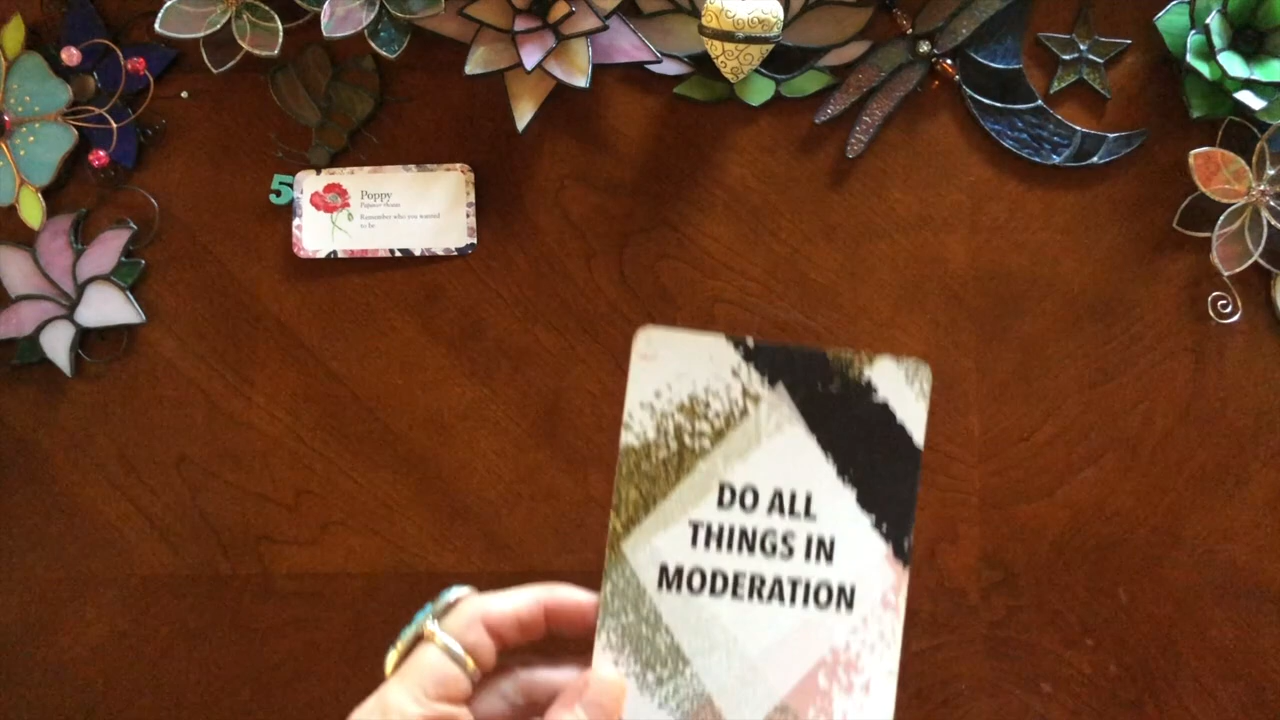 5
Poppy
Remember who you wanted
to be
DO ALL
THINGS IN
MODERATION